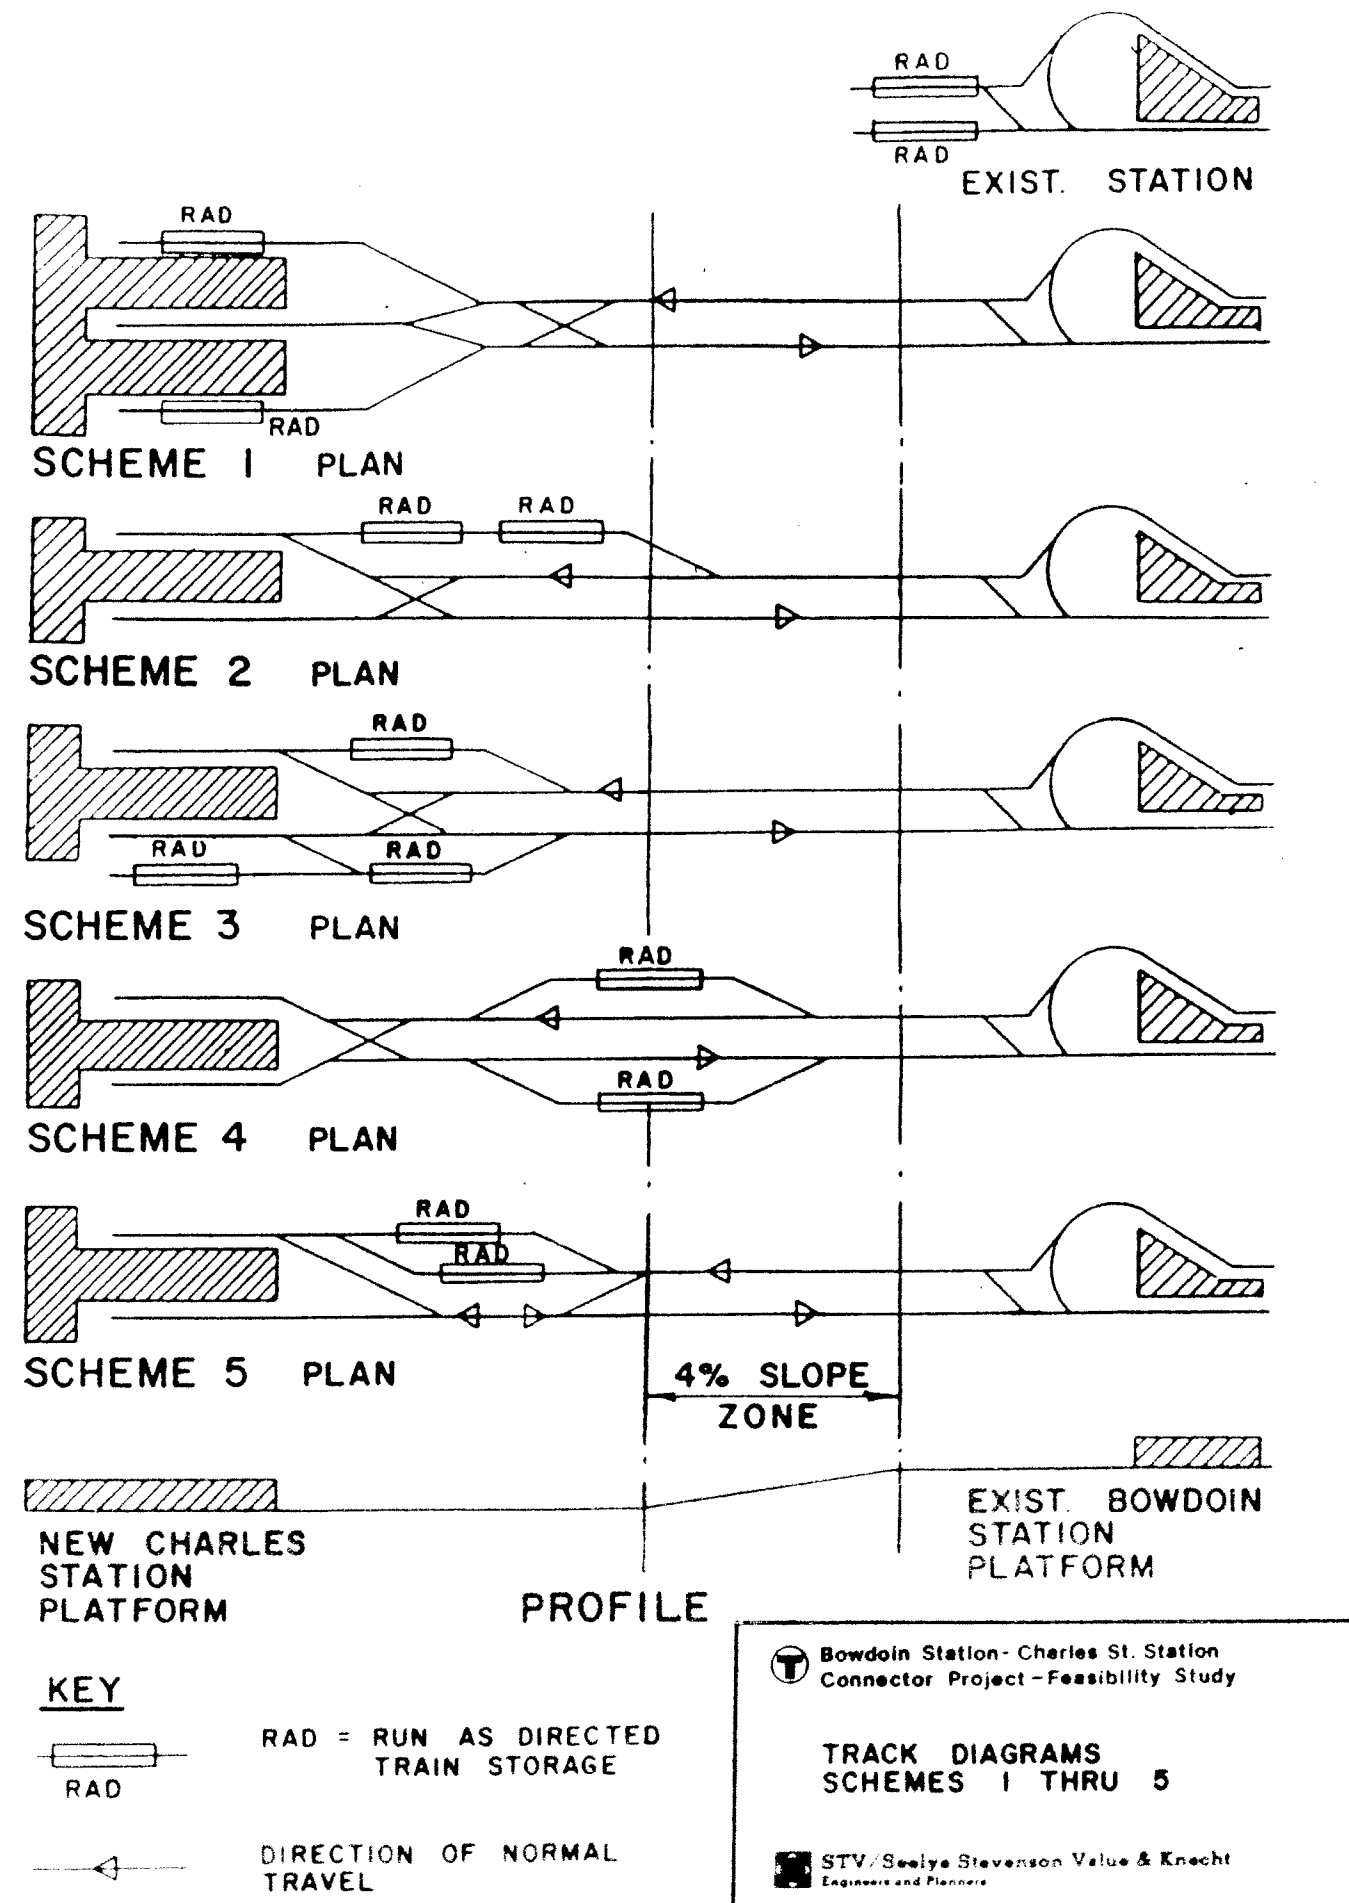 RAD
RAD
EXIST. STATION
RAD
RAD
SCHEME 1 PLAN
RAD RAD
SCHEME 2 PLAN
RAD
RAD RAD
SCHEME 3 PLAN
RAD
RAD
SCHEME 4 PLAN
RAD
RAD
SCHEME 5 PLAN
4% SLOPE
ZONE
NEW CHARLES
STATION
PLATFORM
EXIST. BOWDOIN
STATION
PLATFORM
PROFILE
KEY
RAD
RAD = RUN AS DIRECTED
TRAIN STORAGE
DIRECTION OF NORMAL
TRAVEL
T
Bowdoin Station - Charles St. Station
Connector Project - Feasibility Study
TRACK DIAGRAMS
SCHEMES 1 THRU 5
STV/Seelye Stevenson Value & Knecht
Engineers and Planners